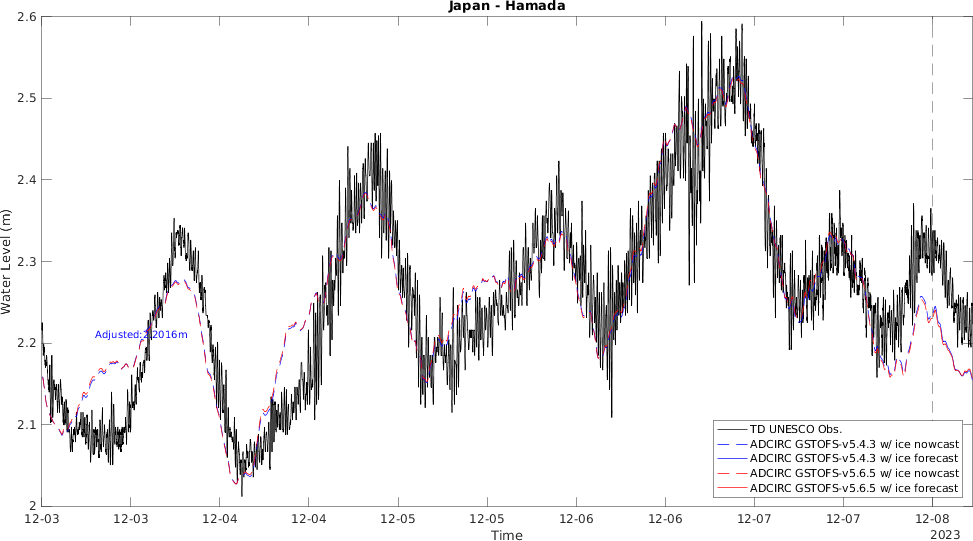 Japan - Hamada
2.6
2.5
2.4
2.3
2.2
2.1
2
Water Level (m)
Adjusted:2.2016m
TD UNESCO Obs.
ADCIRC GSTOFS-v5.4.3 w/ ice nowcast
ADCIRC GSTOFS-v5.4.3 w/ ice forecast
ADCIRC GSTOFS-v5.6.5 w/ ice nowcast
ADCIRC GSTOFS-v5.6.5 w/ ice forecast
12-03 12-03 12-04 12-04 12-05 12-05 12-06 12-06 12-07 12-07 12-08
Time
2023